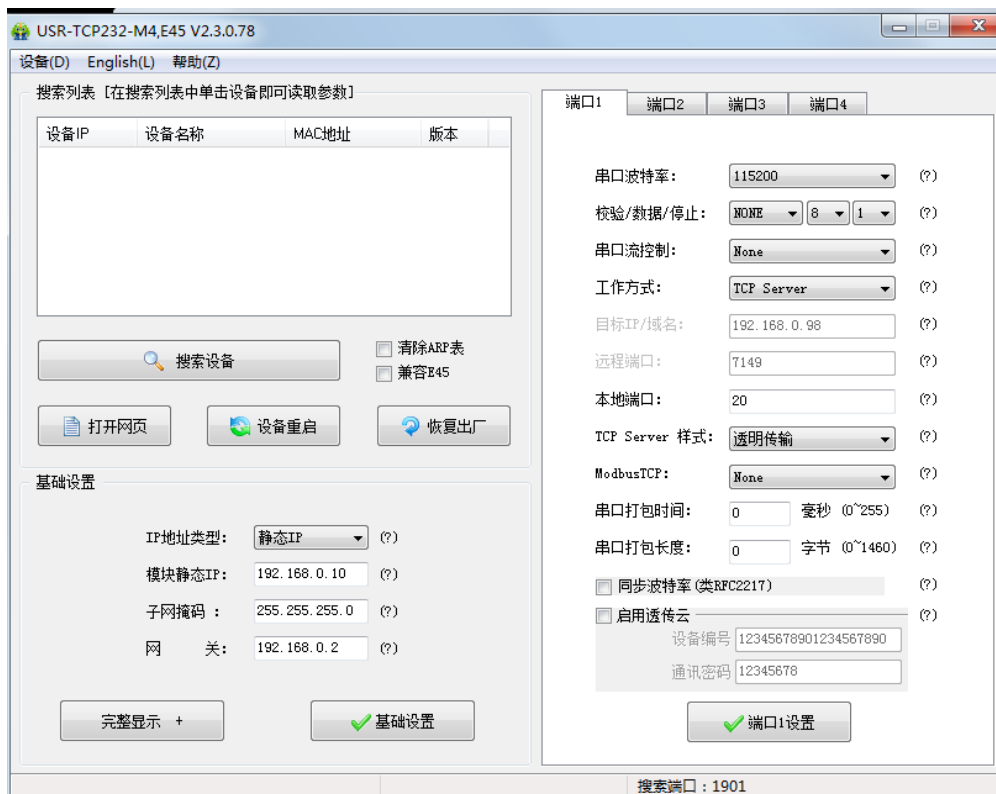 USR-TCP232-M4,E45 V2.3.0.78
设备(D) English(L) 帮助(Z)
搜索列表 [在搜索列表中单击设备即可读取参数]
设备IP 设备名称 MAC地址 版本
搜索设备
清除ARP表
兼容E45
打开网页 设备重启 恢复出厂
基础设置
IP地址类型: 静态IP (?)
模块静态IP: 192.168.0.10 (?)
子网掩码 : 255.255.255.0 (?)
网 关: 192.168.0.2 (?)
完整显示 + 基础设置
端口1 端口2 端口3 端口4
串口波特率: 115200 (?)
校验/数据/停止: NONE 8 1 (?)
串口流控制: None (?)
工作方式: TCP Server (?)
目标IP/域名: 192.168.0.98 (?)
远程端口: 7149 (?)
本地端口: 20 (?)
TCP Server 样式: 透明传输 (?)
ModbusTCP: None (?)
串口打包时间: 0 毫秒 (0~255) (?)
串口打包长度: 0 字节 (0~1460) (?)
同步波特率(类RFC2217) (?)
启用透传云 (?)
设备编号 12345678901234567890
通讯密码 12345678
端口1设置
搜索端口：1901